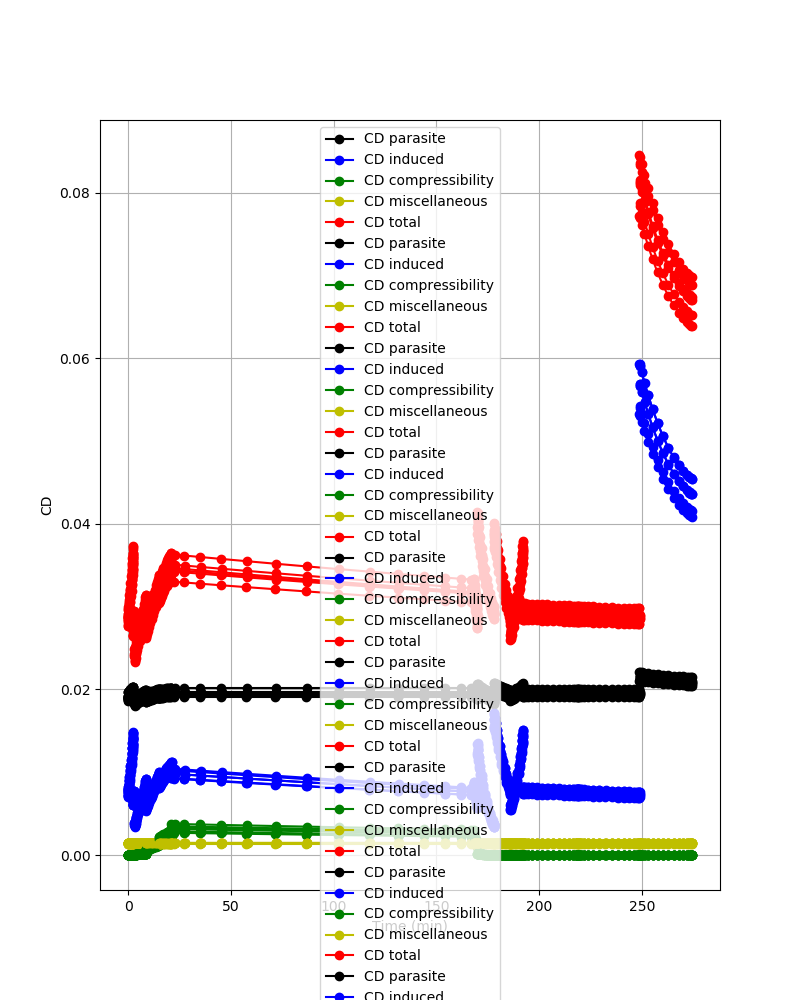 CD
0.08
0.06
0.04
0.02
0.00
0
50
100
150
200
250
Time (min)
CD parasite
CD induced
CD compressibility
CD miscellaneous
CD total
CD parasite
CD induced
CD compressibility
CD miscellaneous
CD total
CD parasite
CD induced
CD compressibility
CD miscellaneous
CD total
CD parasite
CD induced
CD compressibility
CD miscellaneous
CD total
CD parasite
CD induced
CD compressibility
CD miscellaneous
CD total
CD parasite
CD induced
CD compressibility
CD miscellaneous
CD total
CD parasite
CD induced
CD compressibility
CD miscellaneous
CD total
CD parasite
CD induced
CD compressibility
CD miscellaneous
CD total
CD parasite
CD induced